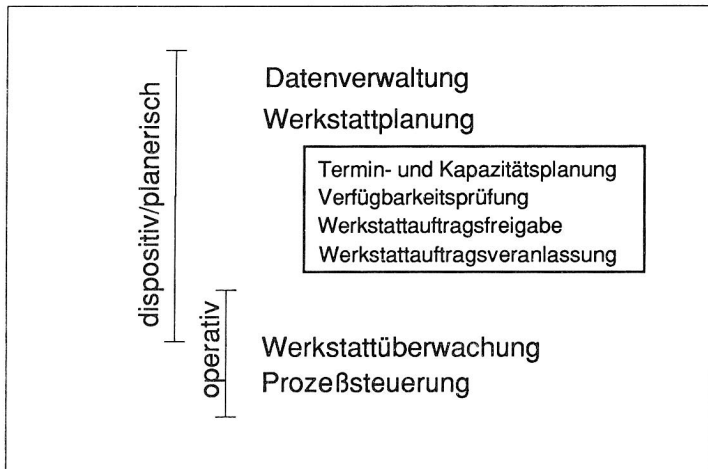 dispositiv/planerisch
operativ
Datenverwaltung
Werkstattplanung
Termin- und Kapazitätsplanung
Verfügbarkeitsprüfung
Werkstattauftragsfreigabe
Werkstattauftragsveranlassung
Werkstattüberwachung
Prozeßsteuerung